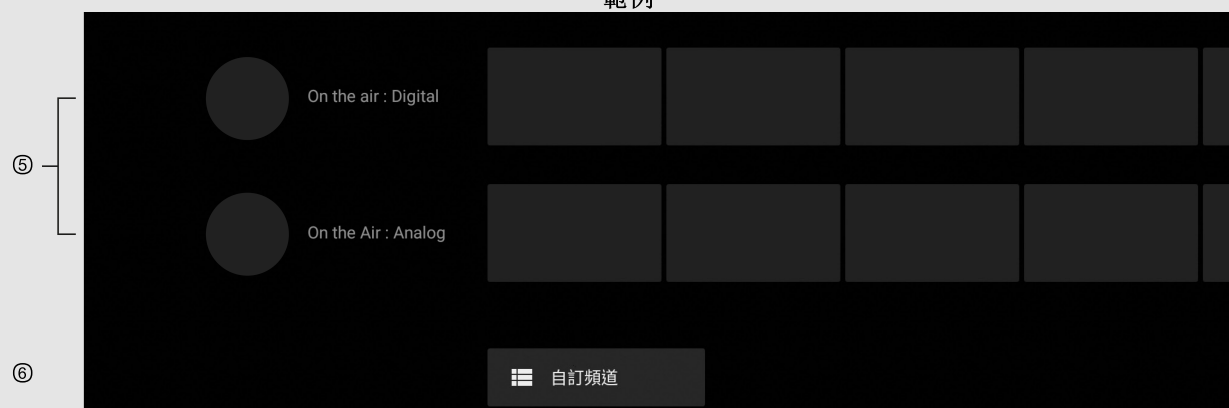 範例
On the air : Digital
⑤
On the Air : Analog
⑥
自訂頻道